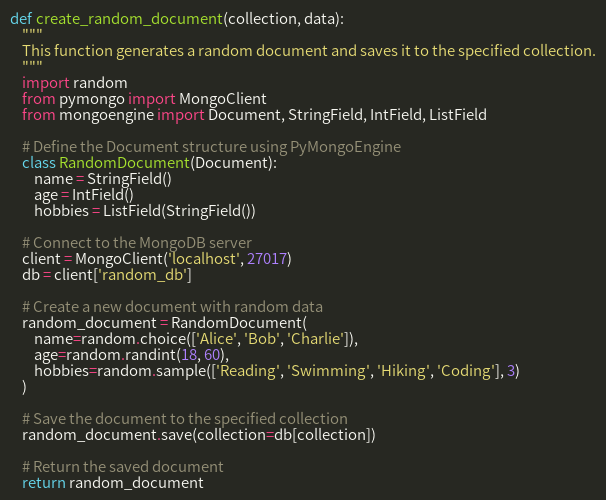 def create_random_document(collection, data):
    """
    This function generates a random document and saves it to the specified collection.
    """
    import random
    from pymongo import MongoClient
    from mongoengine import Document, StringField, IntField, ListField

    # Define the Document structure using PyMongoEngine
    class RandomDocument(Document):
        name = StringField()
        age = IntField()
        hobbies = ListField(StringField())

    # Connect to the MongoDB server
    client = MongoClient('localhost', 27017)
    db = client['random_db']

    # Create a new document with random data
    random_document = RandomDocument(
        name=random.choice(['Alice', 'Bob', 'Charlie']),
        age=random.randint(18, 60),
        hobbies=random.sample(['Reading', 'Swimming', 'Hiking', 'Coding'], 3)
    )

    # Save the document to the specified collection
    random_document.save(collection=db[collection])

    # Return the saved document
    return random_document